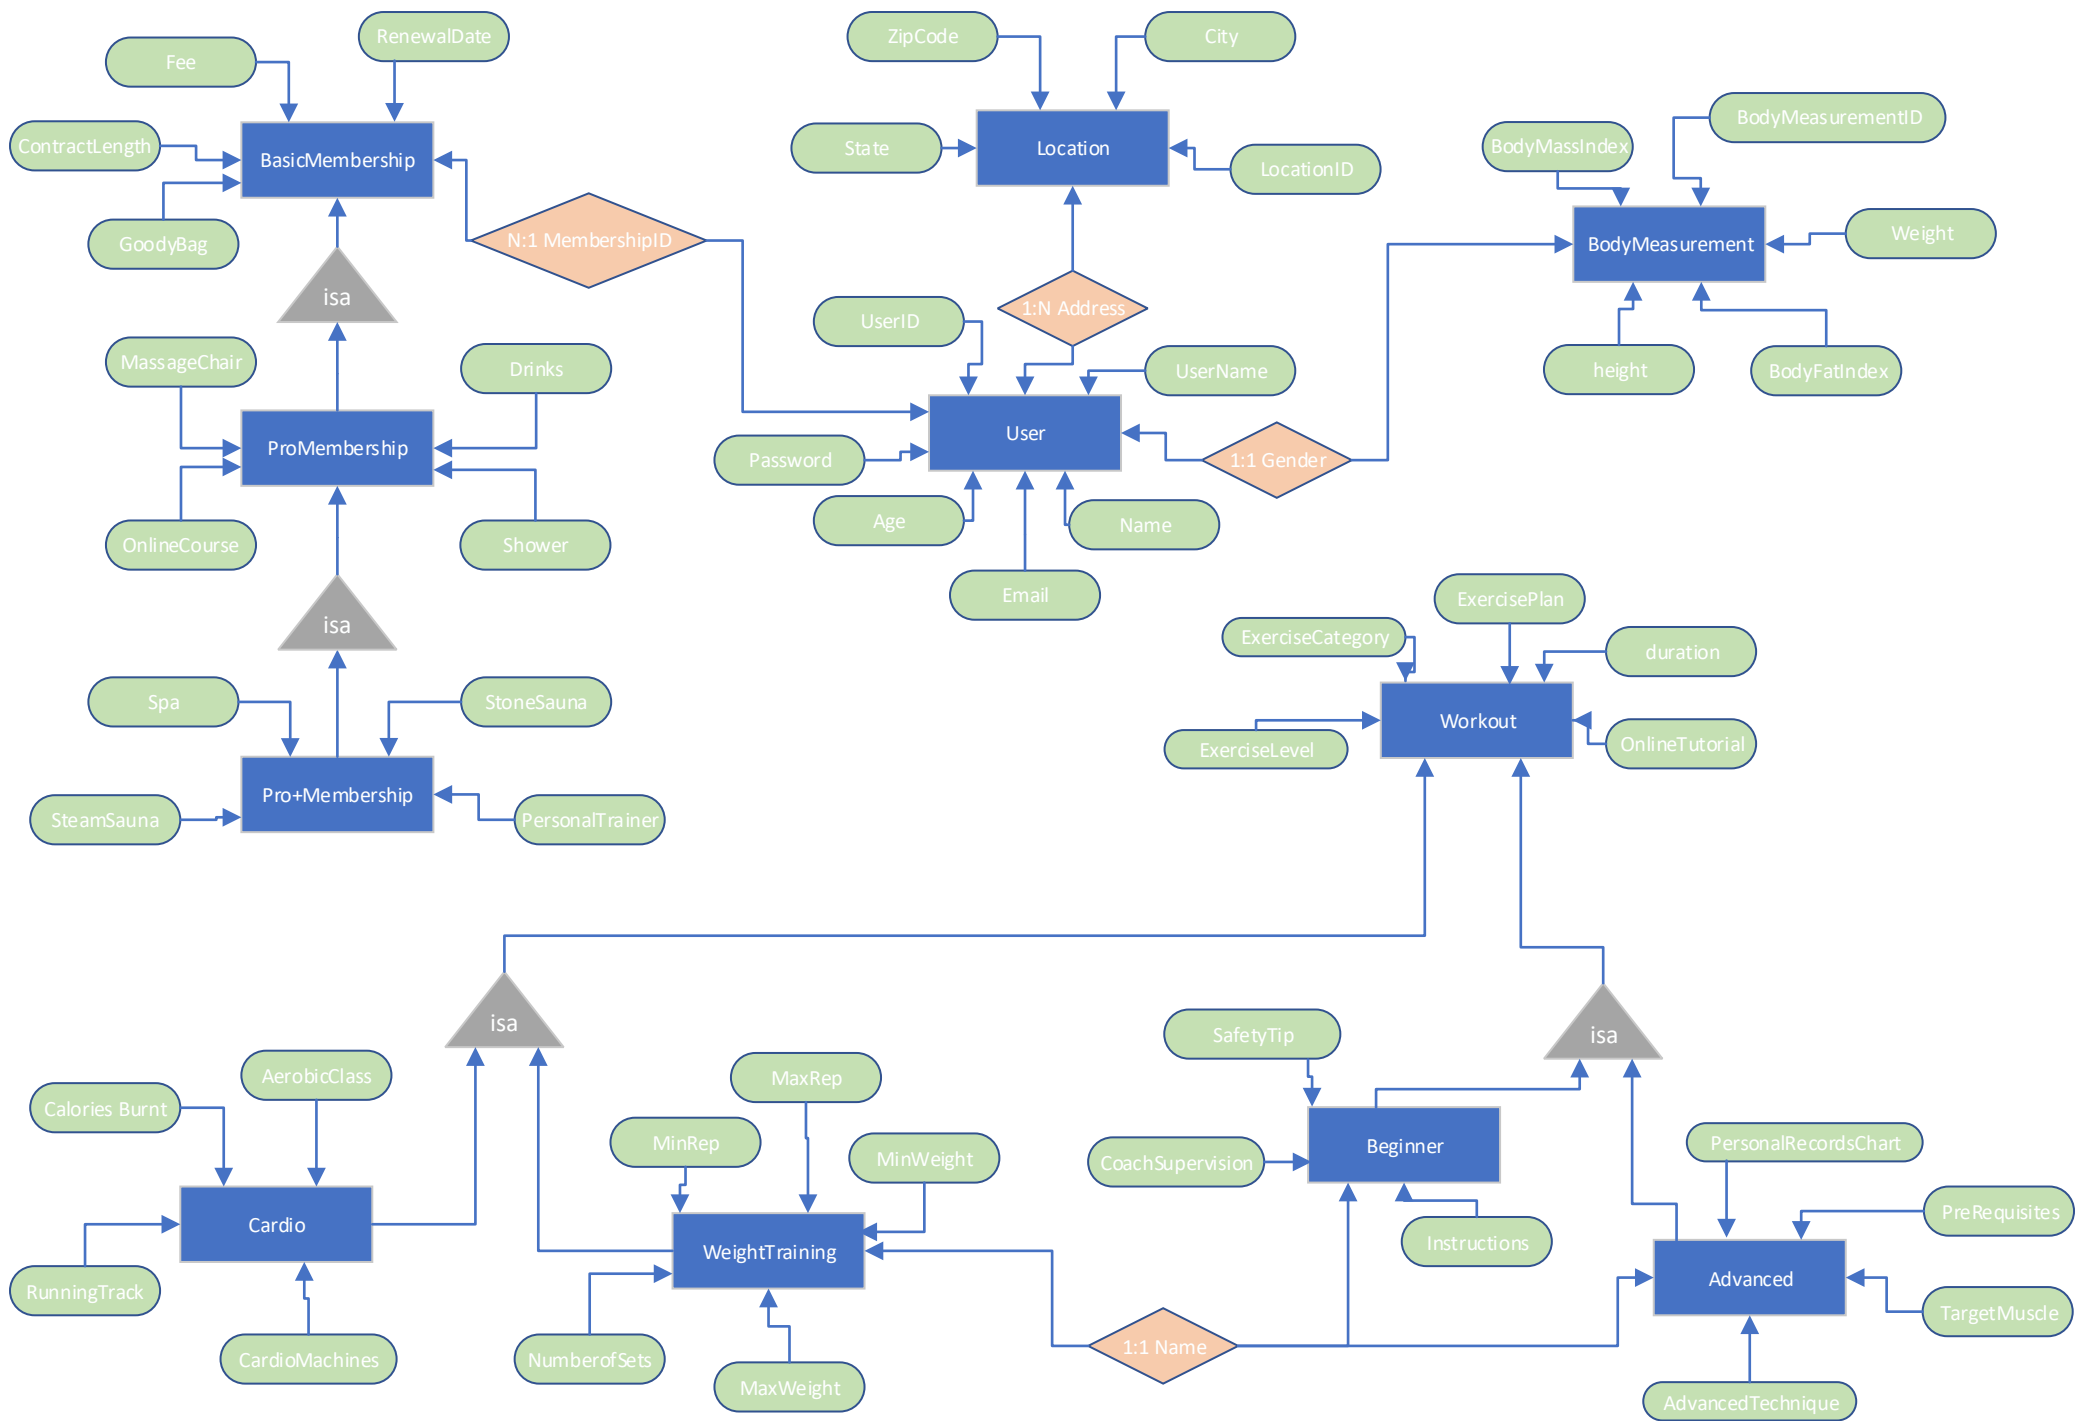 RenewalDate
ZipCode
City
Fee
BodyMeasurementID
ContractLength
BasicMembership
State
Location
LocationID
BodyMassIndex
GoodyBag
N:1 MembershipID
BodyMeasurement
Weight
isa
1:N Address
UserID
MassageChair
Drinks
UserName
height
BodyFatIndex
ProMembership
User
Password
1:1 Gender
OnlineCourse
Shower
Age
Name
Email
isa
ExercisePlan
ExerciseCategory
duration
Spa
StoneSauna
Workout
ExerciseLevel
OnlineTutorial
Pro+Membership
SteamSauna
PersonalTrainer
isa
isa
SafetyTip
AerobicClass
MaxRep
Calories Burnt
MinRep
MinWeight
Beginner
PersonalRecordsChart
CoachSupervision
Cardio
WeightTraining
Instructions
PreRequisites
Advanced
RunningTrack
TargetMuscle
CardioMachines
NumberofSets
1:1 Name
MaxWeight
AdvancedTechnique